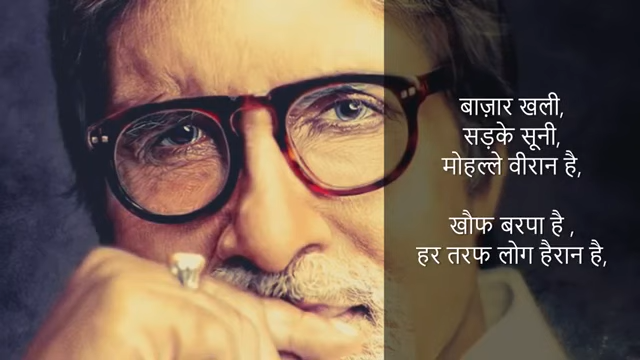 बाज़ार खली,
सड़के सूनी,
मोहल्ले वीरान है,
खौफ बरपा है ,
हर तरफ लोग हैरान है,